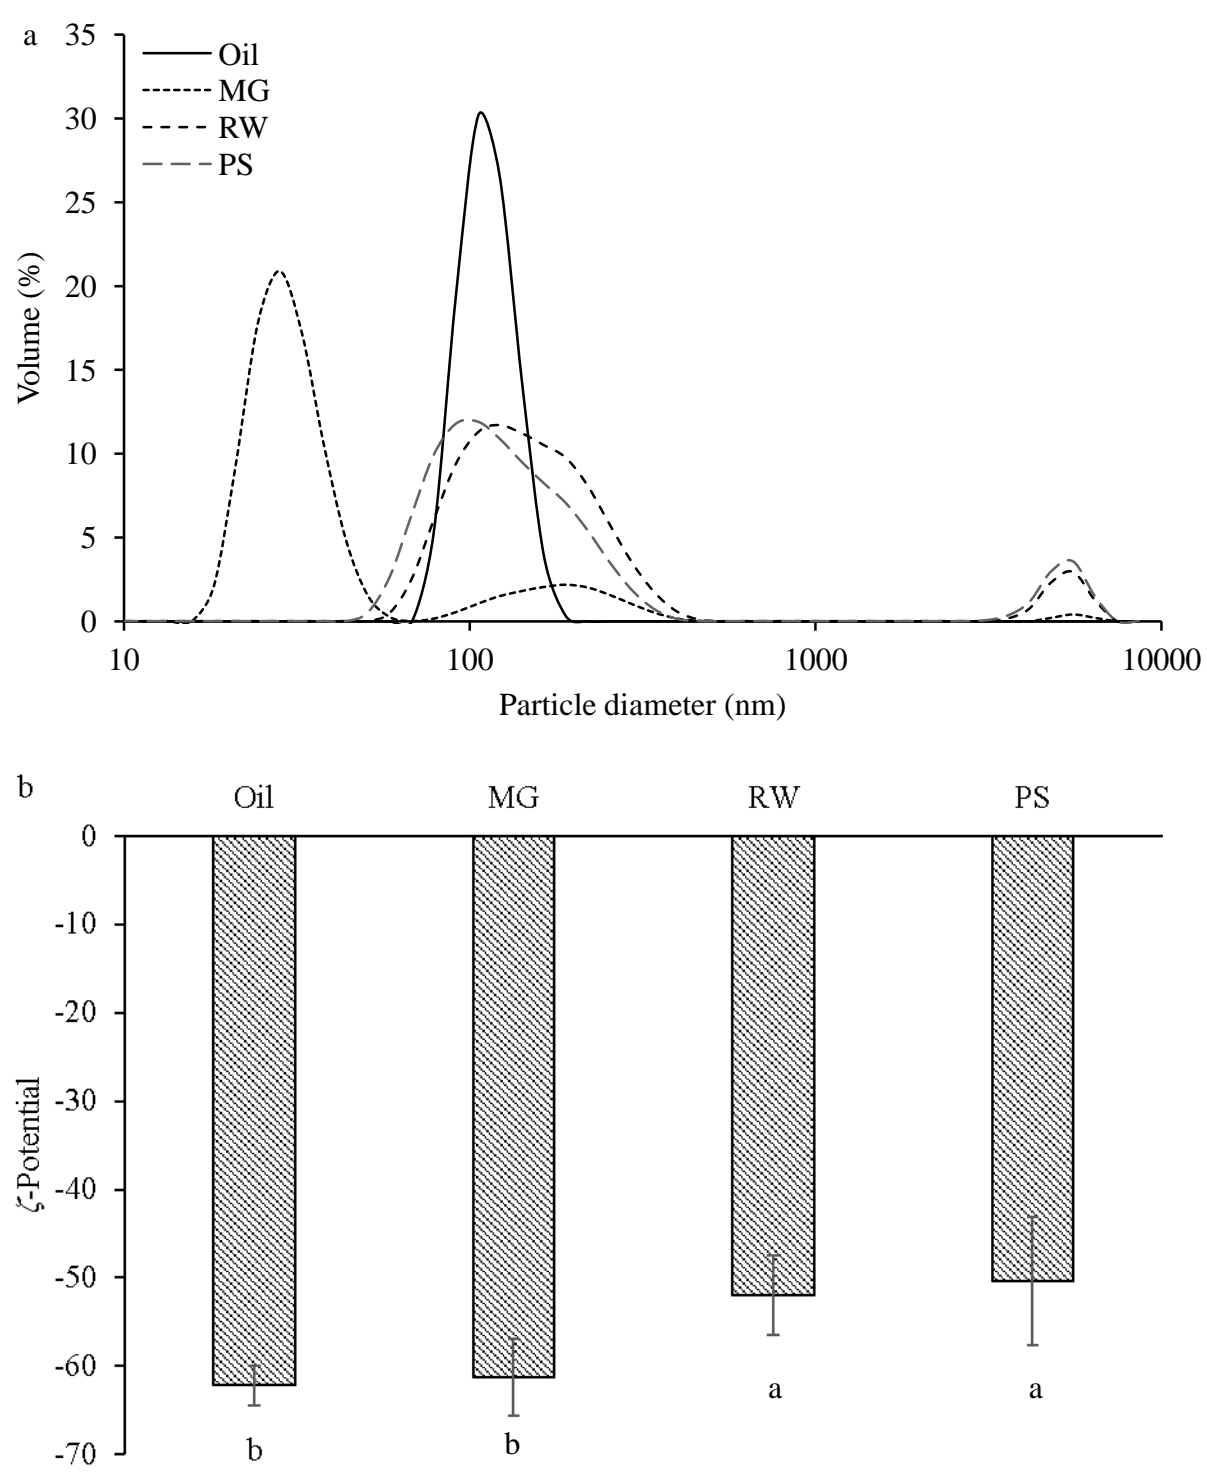 a
35
30
25
20
15
10
5
0
Volume (%)
Oil
MG
RW
PS
10 100 1000 10000
Particle diameter (nm)
b
Oil MG RW PS
0
-10
-20
-30
-40
-50
-60
-70
ζ-Potential
b b a a